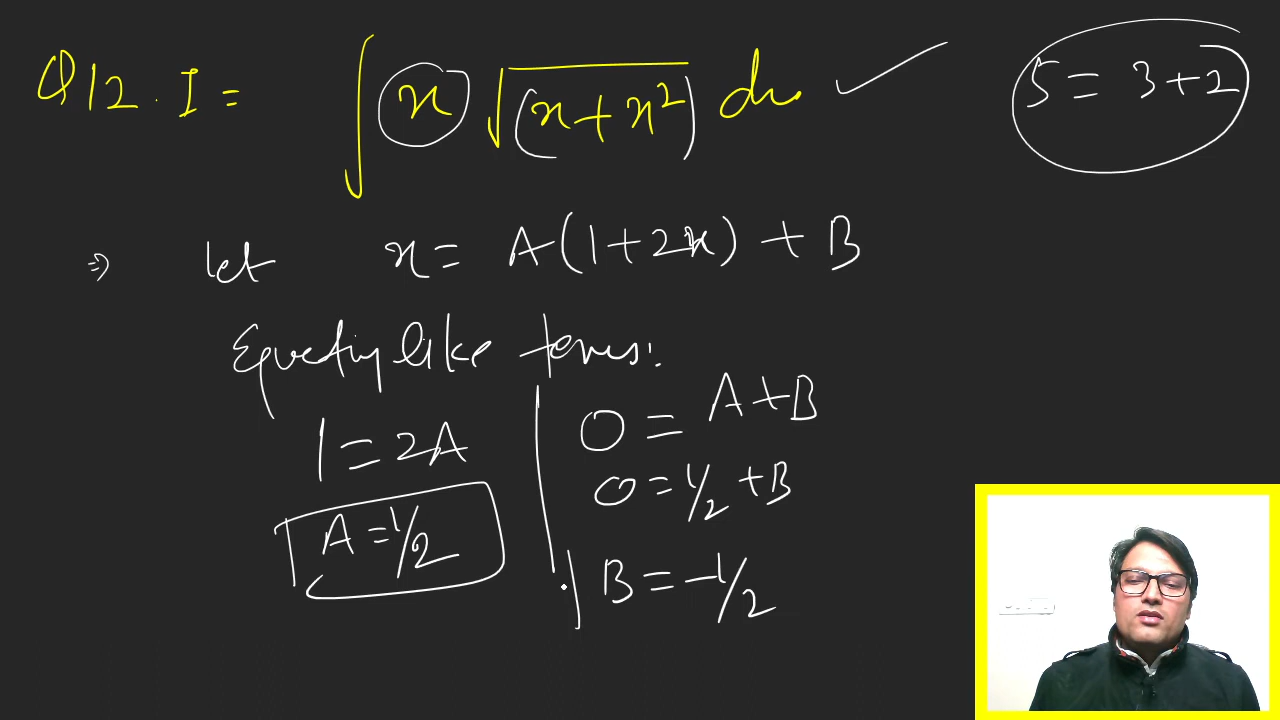 Q12. I = ∫ x √(x+x²) dx ✓ 5 = 3+2
⇒ let x = A(1+2x) + B
Equating like terms:
1 = 2A
A = 1/2
0 = A+B
0 = 1/2 + B
B = -1/2